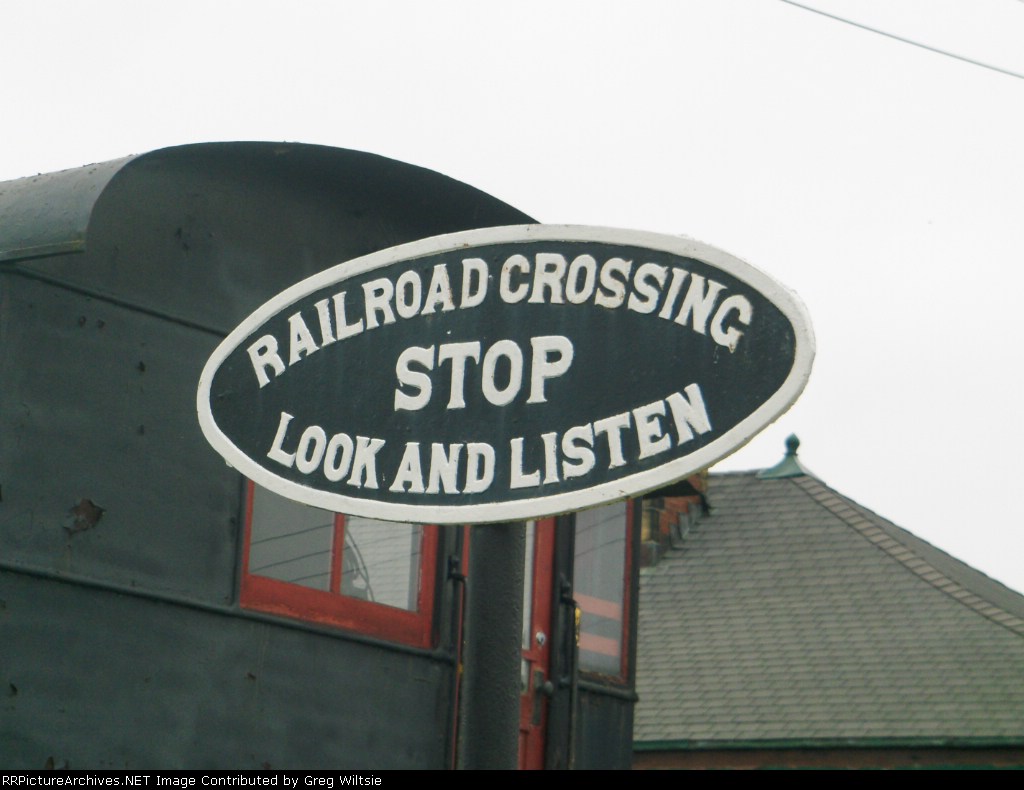 RAILROAD CROSSING
STOP
LOOK AND LISTEN
RRPictureArchives.NET Image Contributed by Greg Wiltsie